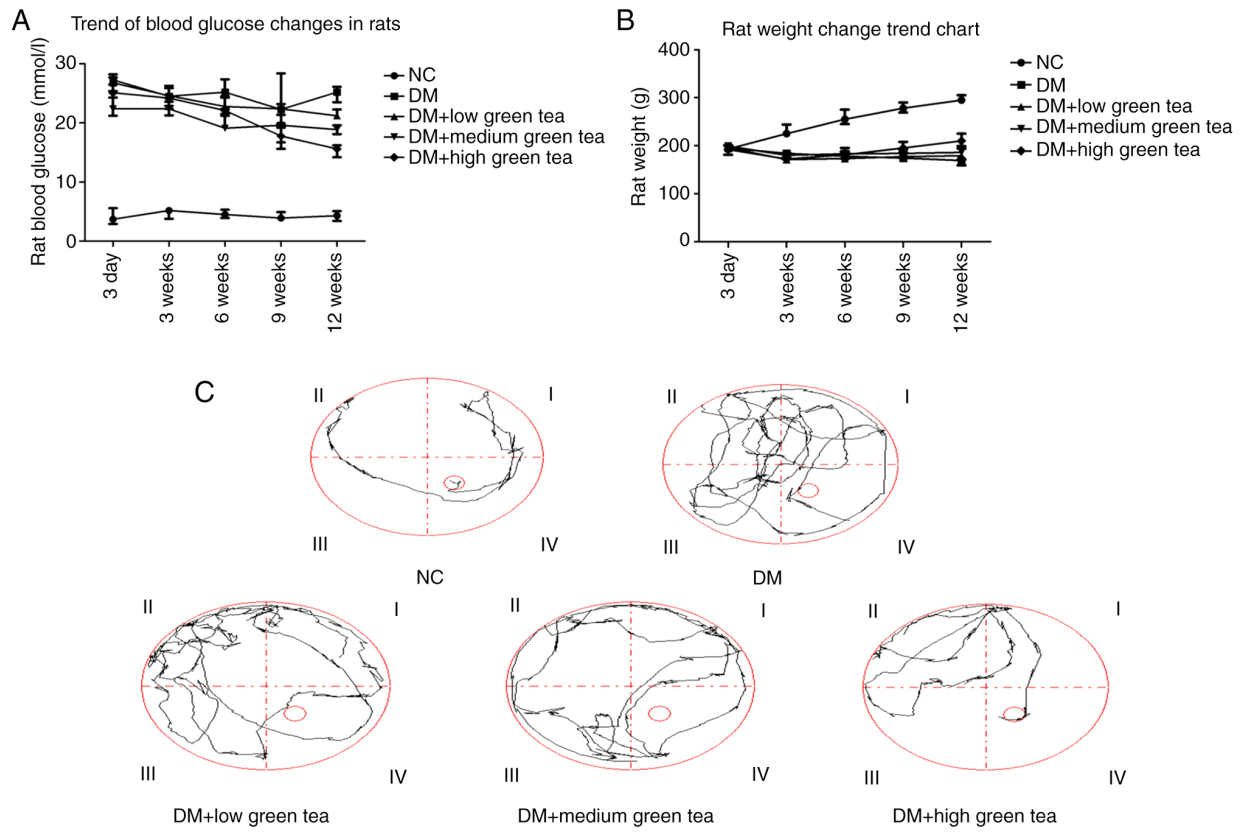 A
Trend of blood glucose changes in rats
Rat blood glucose (mmol/l)
30
20
10
0
3 day
3 weeks
6 weeks
9 weeks
12 weeks
NC
DM
DM+low green tea
DM+medium green tea
DM+high green tea
B
Rat weight change trend chart
Rat weight (g)
400
300
200
100
0
3 day
3 weeks
6 weeks
9 weeks
12 weeks
NC
DM
DM+low green tea
DM+medium green tea
DM+high green tea
C
II
I
III
IV
NC
II
I
III
IV
DM
II
I
III
IV
DM+low green tea
II
I
III
IV
DM+medium green tea
II
I
III
IV
DM+high green tea